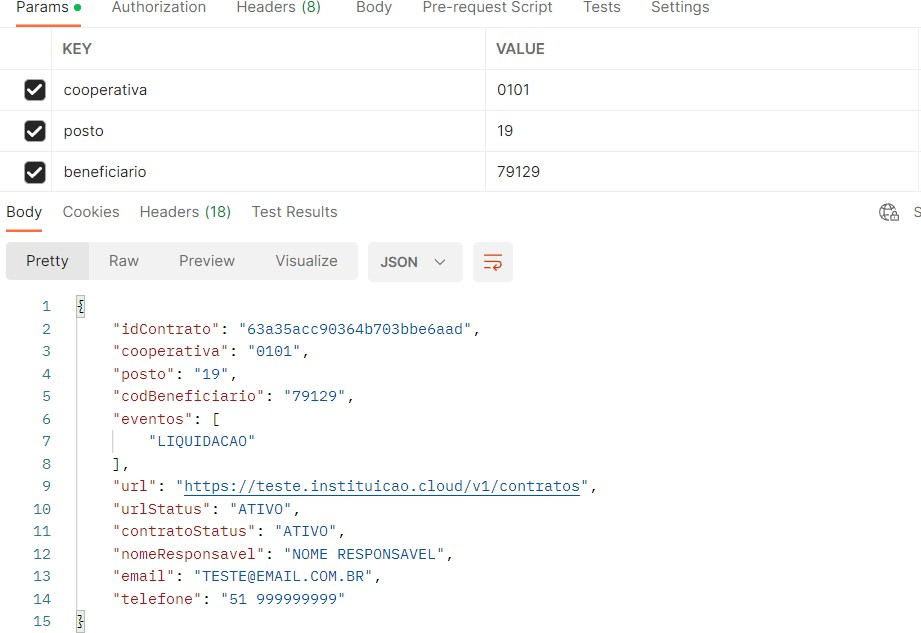 Params Authorization Headers (8) Body Pre-request Script Tests Settings
KEY VALUE
cooperativa 0101
posto 19
beneficiario 79129
Body Cookies Headers (18) Test Results
Pretty Raw Preview Visualize JSON
1 {
2 "idContrato": "63a35acc90364b703bbe6aad",
3 "cooperativa": "0101",
4 "posto": "19",
5 "codBeneficiario": "79129",
6 "eventos": [
7 "LIQUIDACAO"
8 ],
9 "url": "https://teste.instituicao.cloud/v1/contratos",
10 "urlStatus": "ATIVO",
11 "contratoStatus": "ATIVO",
12 "nomeResponsavel": "NOME RESPONSAVEL",
13 "email": "TESTE@EMAIL.COM.BR",
14 "telefone": "51 999999999"
15 }